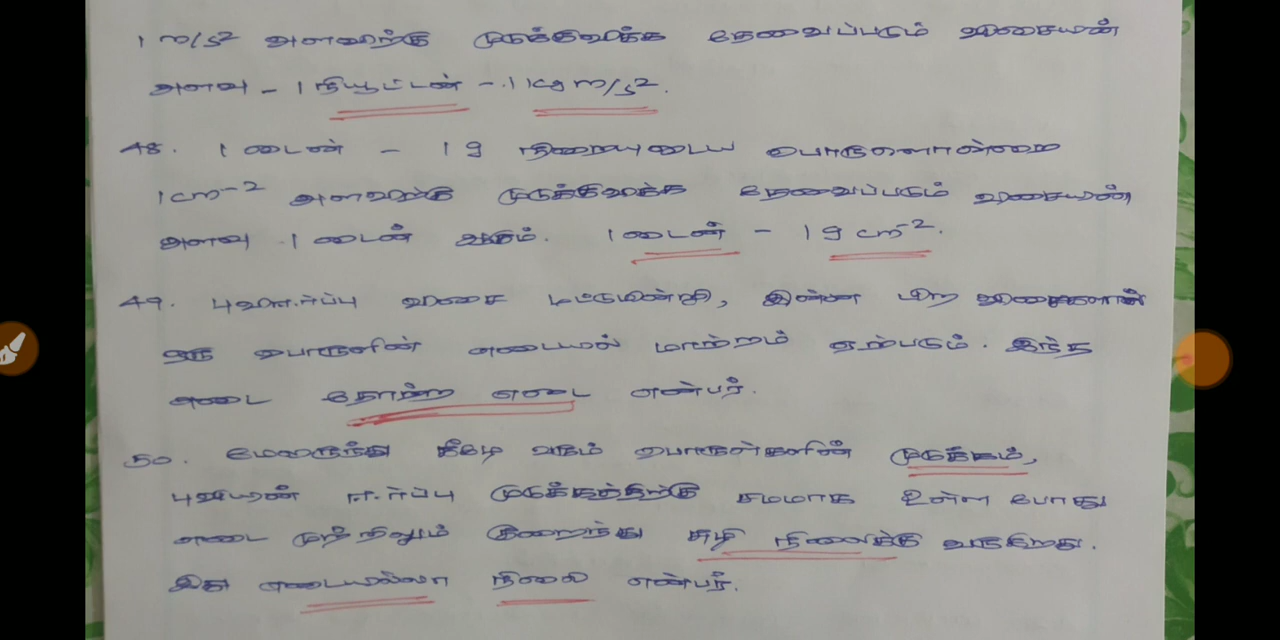 1 m/s² அளவிற்கு முடுக்குவிக்க தேவைப்படும் விசையின்
அளவு - 1 நியூட்டன் - 1 kg m/s².
48. 1 டைன் - 1 g நிறையுடைய பொருளொன்றை
1 cm⁻² அளவிற்கு முடுக்குவிக்க தேவைப்படும் விசையின்
அளவு 1 டைன் ஆகும். 1 டைன் - 1 g cm⁻².
49. புவிஈர்ப்பு விசை மட்டுமின்றி, இன்ன பிற விசைகளால்
ஒரு பொருளின் எடையில் மாற்றம் ஏற்படும். இந்த
எடை தோற்ற எடை என்பர்.
50. மேலிருந்து கீழே வரும் பொருள்களின் முடுக்கம்,
புவியின் ஈர்ப்பு முடுக்கத்திற்கு சமமாக உள்ள போது
எடை முற்றிலும் குறைந்து சுழி நிலைக்கு வருகிறது.
இது எடையில்லா நிலை என்பர்.